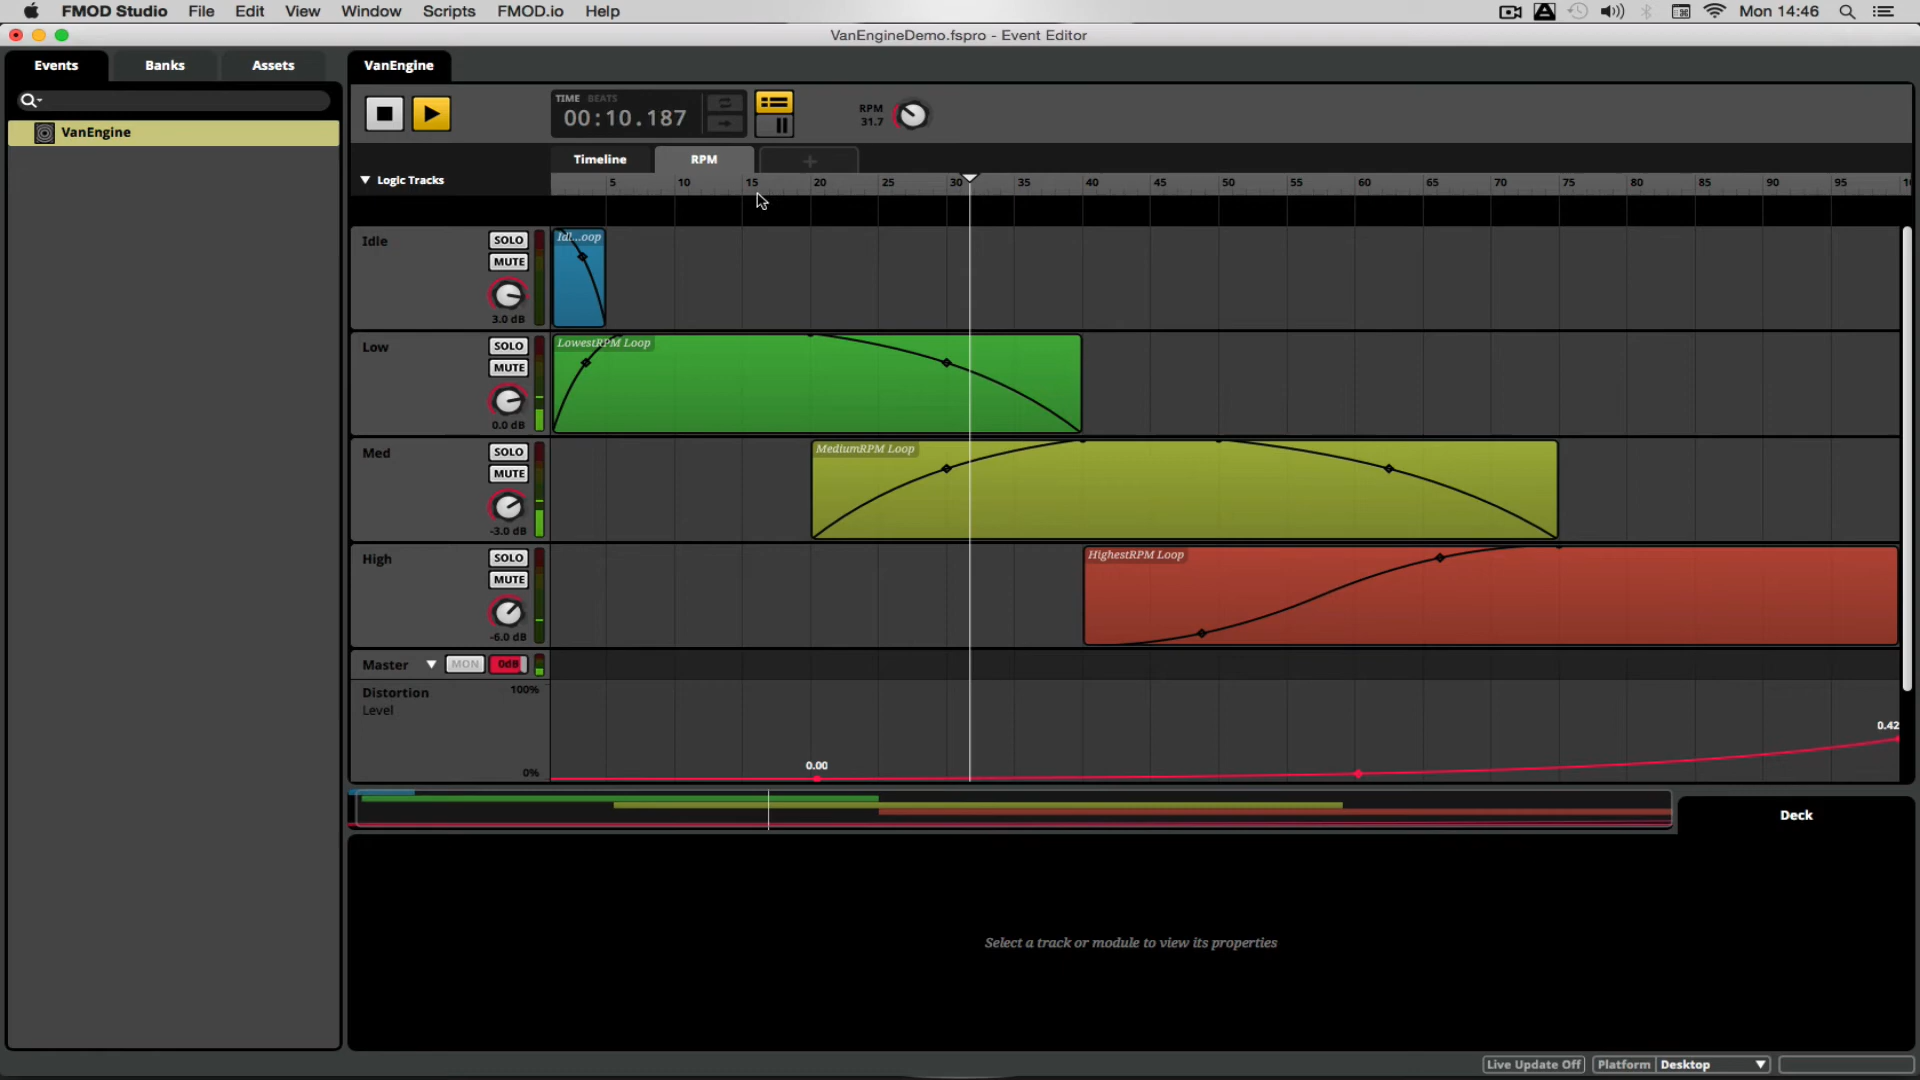 FMOD Studio File Edit View Window Scripts FMOD.io Help Mon 14:46
VanEngineDemo.fspro - Event Editor
Events Banks Assets VanEngine
VanEngine
TIME BEATS
00:10.187
RPM
31.7
Timeline RPM +
Logic Tracks
5 10 15 20 25 30 35 40 45 50 55 60 65 70 75 80 85 90 95
Idle SOLO MUTE 3.0 dB
Idl...oop
Low SOLO MUTE 0.0 dB
LowestRPM Loop
Med SOLO MUTE -3.0 dB
MediumRPM Loop
High SOLO MUTE -6.0 dB
HighestRPM Loop
Master MON 0dB
Distortion 100%
Level
0.42
0.00
0%
Deck
Select a track or module to view its properties
Live Update Off Platform Desktop